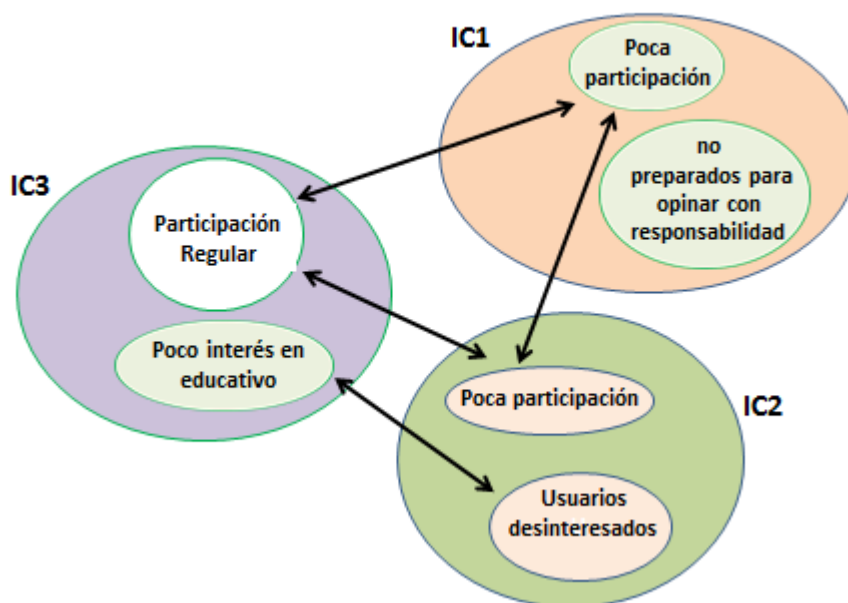 IC1
Poca
participación
no
preparados para
opinar con
responsabilidad
IC3
Participación
Regular
Poco interés en
educativo
IC2
Poca participación
Usuarios
desinteresados